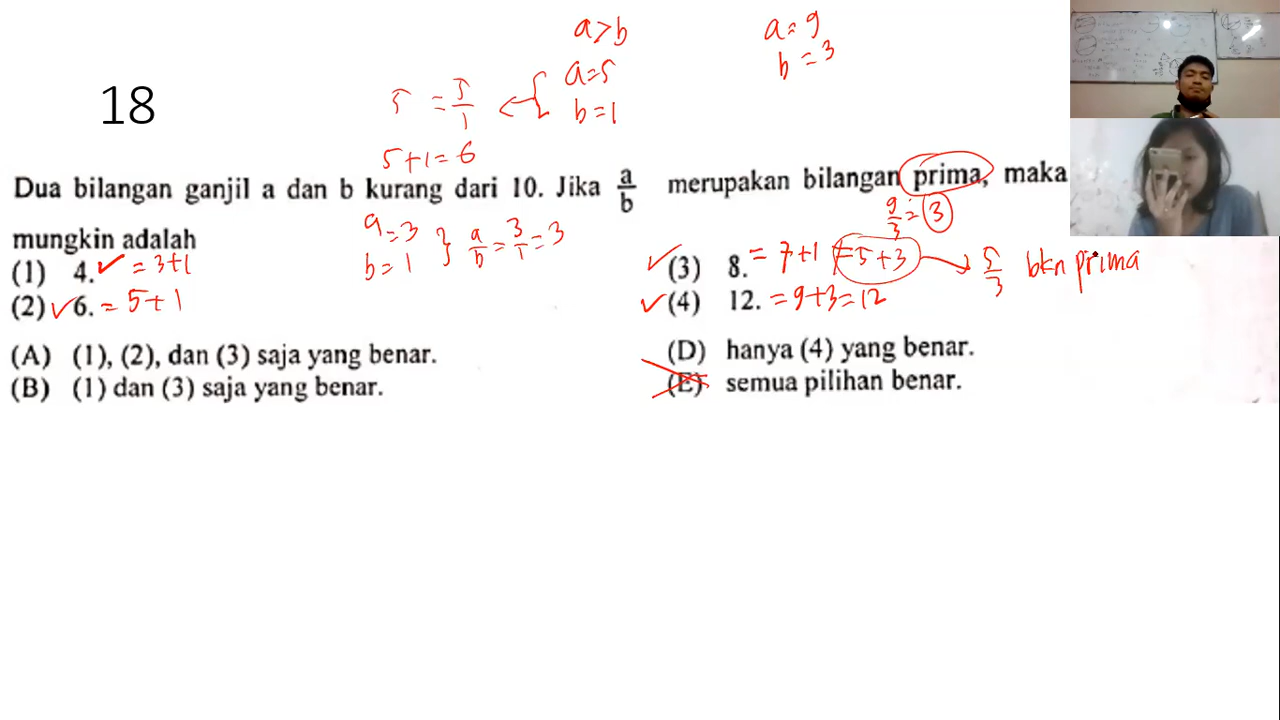 a>b
a=9
b=3
a=5
b=1
5 = 5/1
18
5+1=6
Dua bilangan ganjil a dan b kurang dari 10. Jika a/b merupakan bilangan prima, maka
9/3=3
a=3
b=1 } a/b = 3/1 = 3
mungkin adalah
(1) 4. ✓ = 3+1
(2) ✓ 6. = 5+1
✓ (3) 8. = 7+1 ≠ 5+3 → 5/3 bkn prima
✓ (4) 12. = 9+3=12
(A) (1), (2), dan (3) saja yang benar.
(B) (1) dan (3) saja yang benar.
(D) hanya (4) yang benar.
(E) semua pilihan benar.